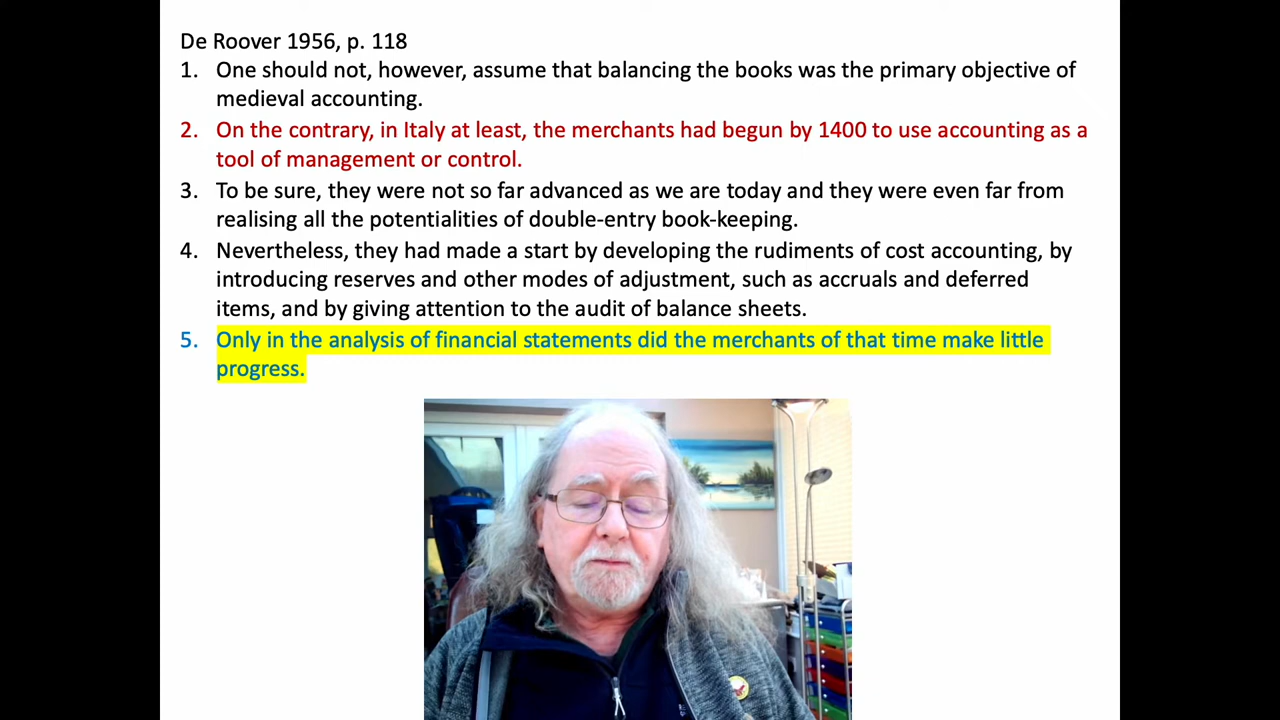 De Roover 1956, p. 118
1. One should not, however, assume that balancing the books was the primary objective of
medieval accounting.
2. On the contrary, in Italy at least, the merchants had begun by 1400 to use accounting as a
tool of management or control.
3. To be sure, they were not so far advanced as we are today and they were even far from
realising all the potentialities of double-entry book-keeping.
4. Nevertheless, they had made a start by developing the rudiments of cost accounting, by
introducing reserves and other modes of adjustment, such as accruals and deferred
items, and by giving attention to the audit of balance sheets.
5. Only in the analysis of financial statements did the merchants of that time make little
progress.